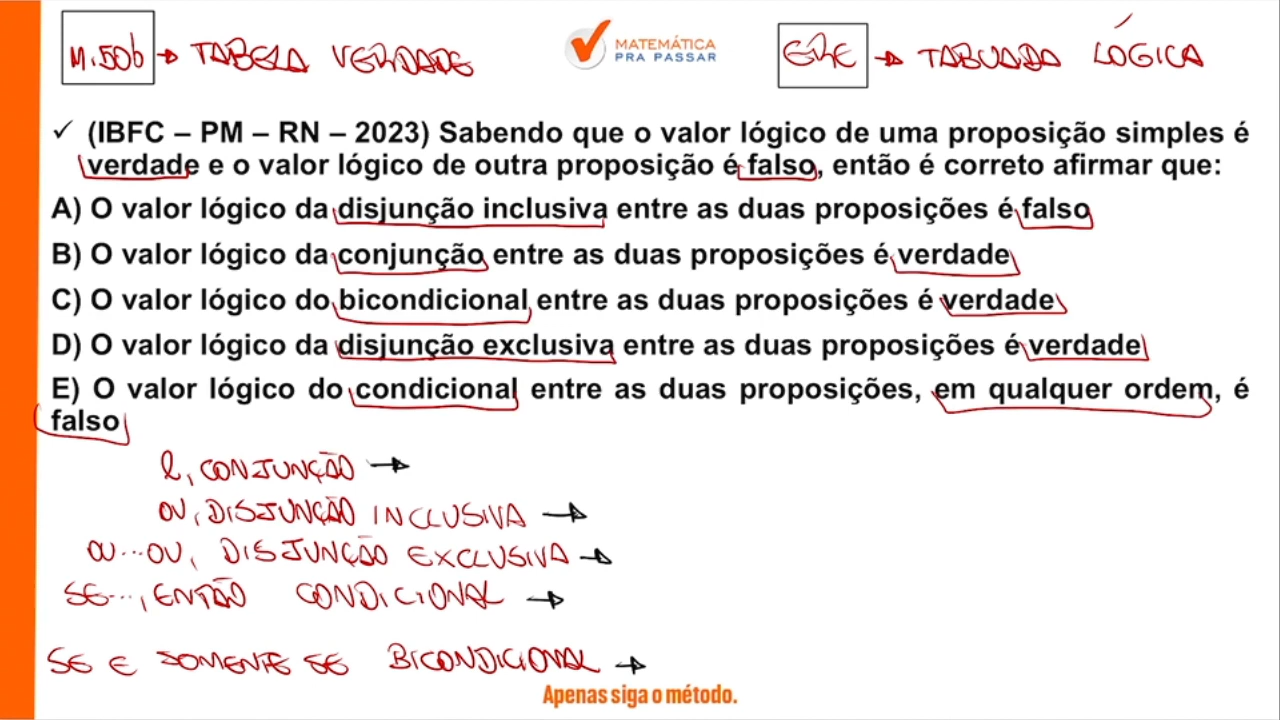 M.50b → TABELA VERDADE
MATEMÁTICA
PRA PASSAR
→ TABUADA LÓGICA
✓ (IBFC – PM – RN – 2023) Sabendo que o valor lógico de uma proposição simples é
verdade e o valor lógico de outra proposição é falso, então é correto afirmar que:
A) O valor lógico da disjunção inclusiva entre as duas proposições é falso
B) O valor lógico da conjunção entre as duas proposições é verdade
C) O valor lógico do bicondicional entre as duas proposições é verdade
D) O valor lógico da disjunção exclusiva entre as duas proposições é verdade
E) O valor lógico do condicional entre as duas proposições, em qualquer ordem, é
falso
e, CONJUNÇÃO →
OU, DISJUNÇÃO INCLUSIVA →
OU...OU, DISJUNÇÃO EXCLUSIVA →
SE..., ENTÃO CONDICIONAL →
SE E SOMENTE SE BICONDICIONAL →
Apenas siga o método.